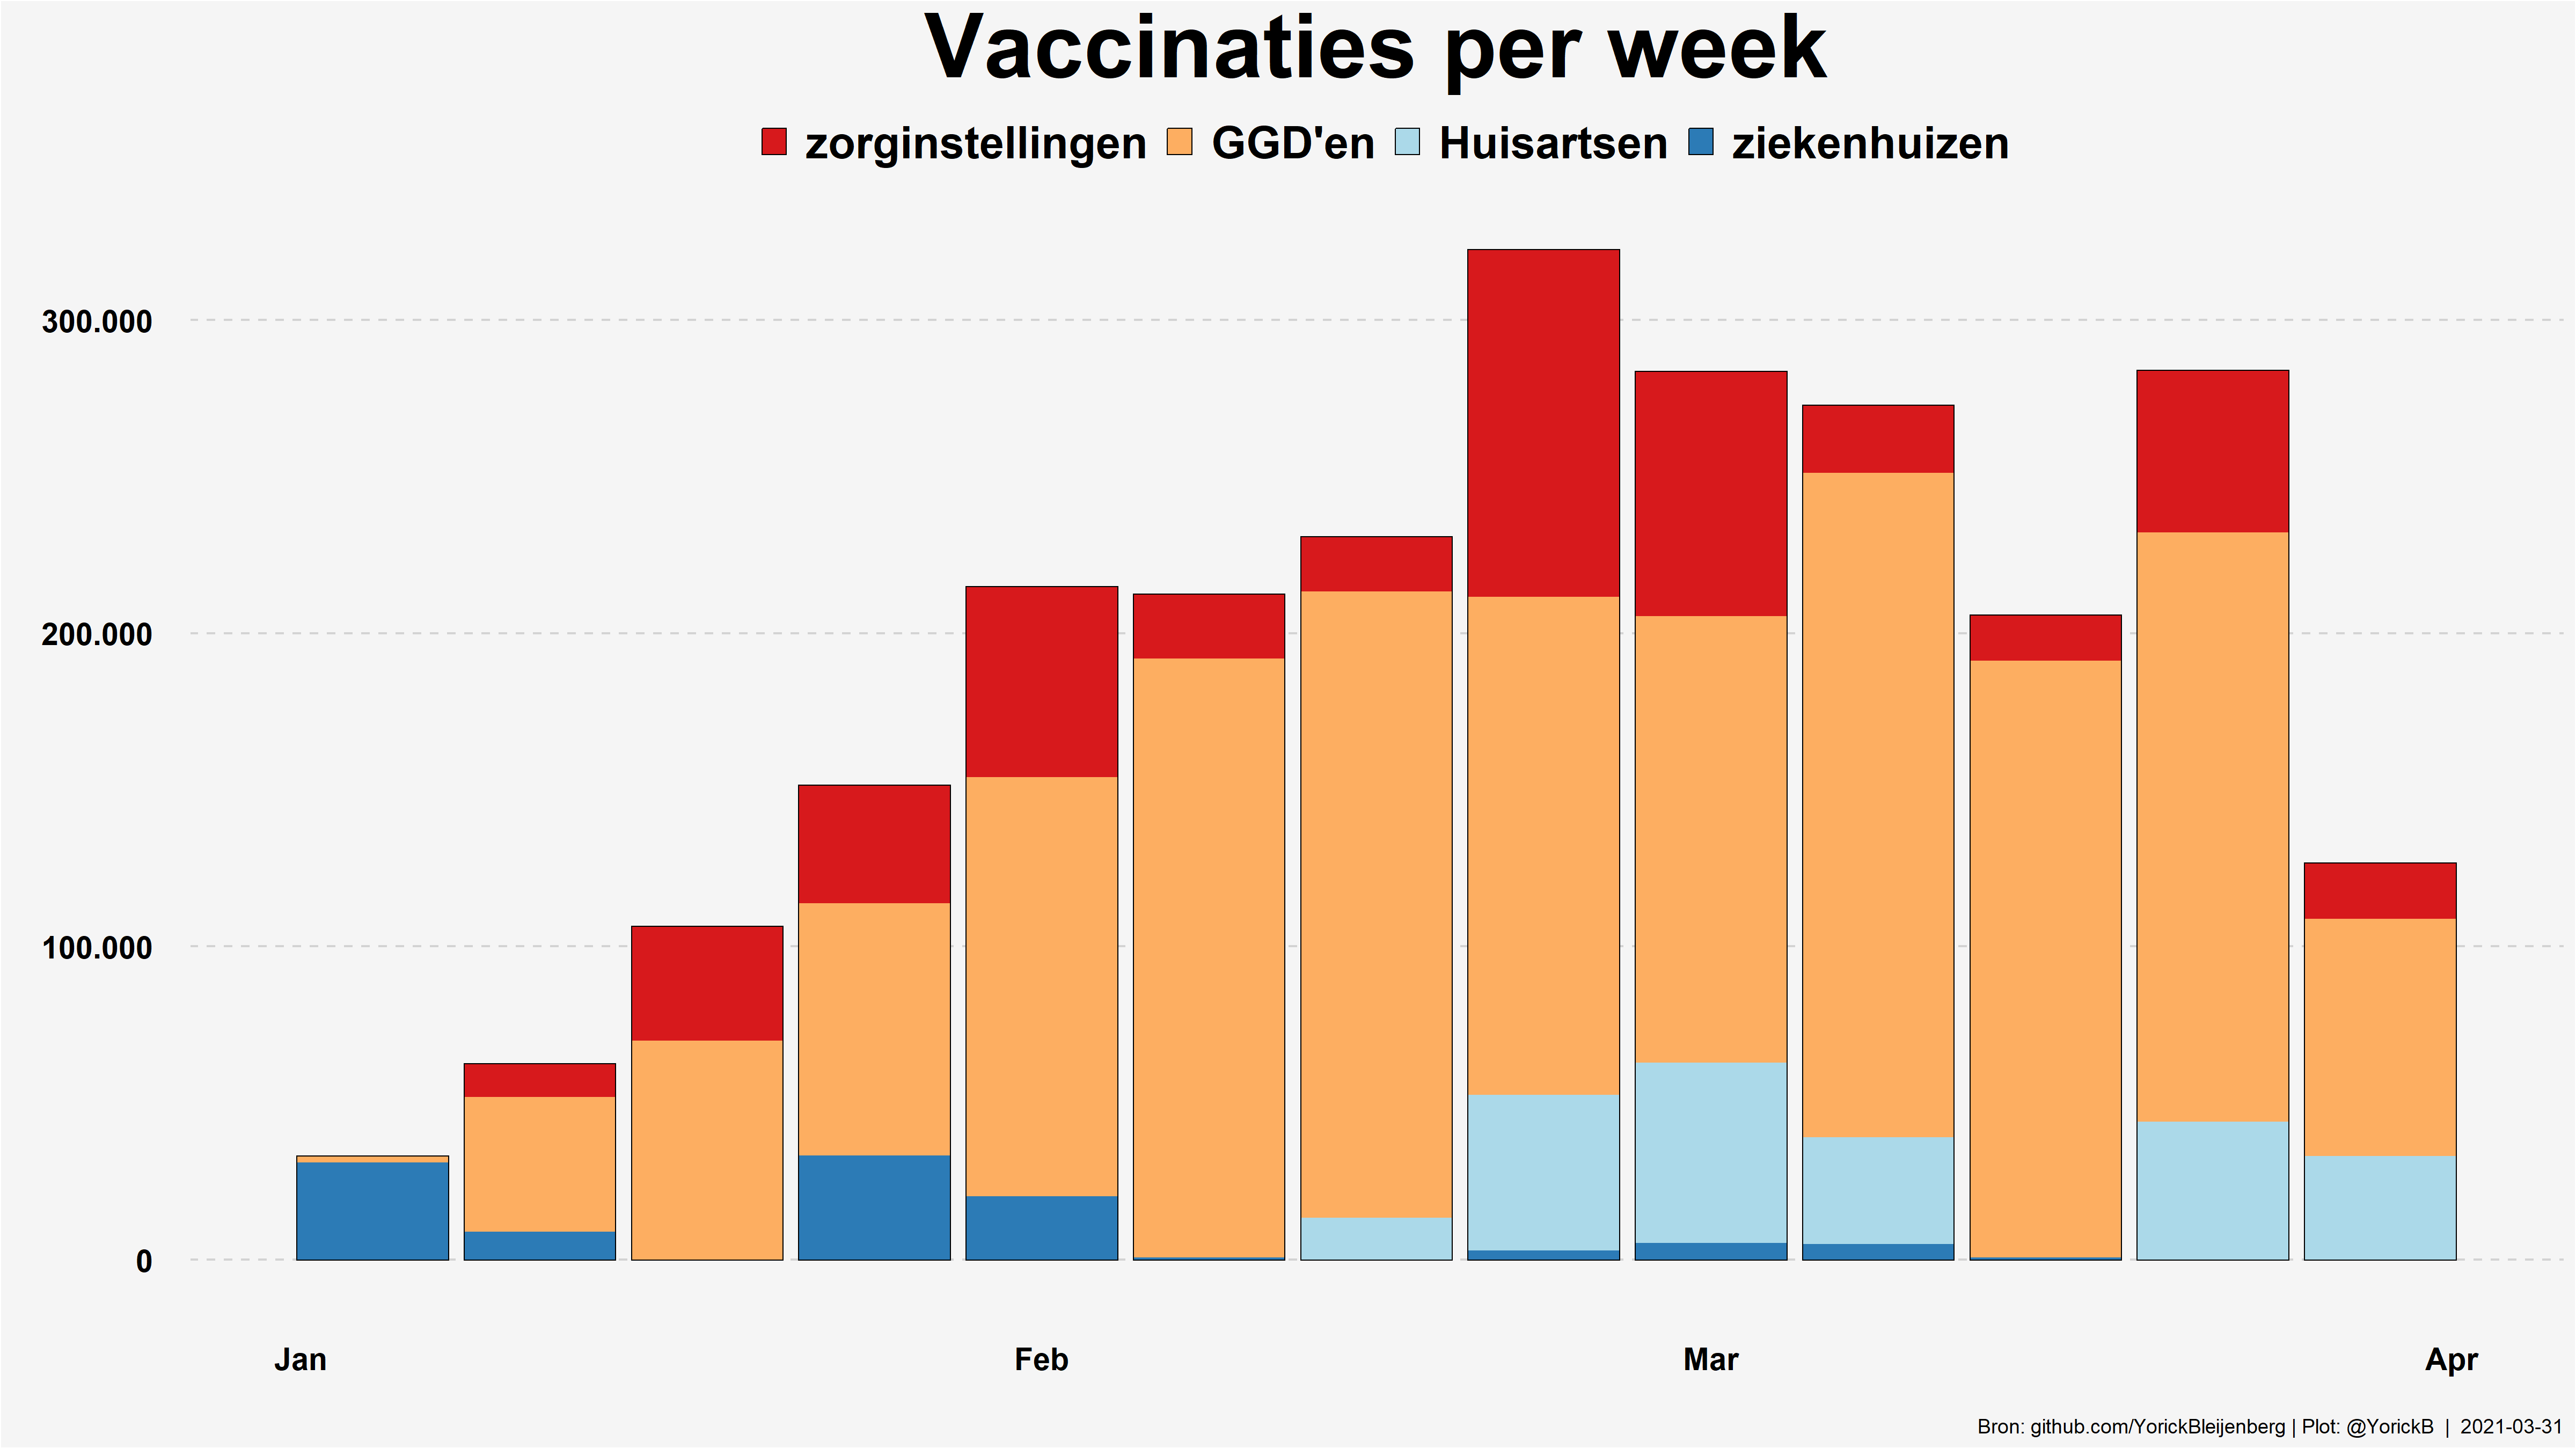 Vaccinaties per week
zorginstellingen GGD'en Huisartsen ziekenhuizen
300.000
200.000
100.000
0
Jan Feb Mar Apr
Bron: github.com/YorickBleijenberg | Plot: @YorickB | 2021-03-31